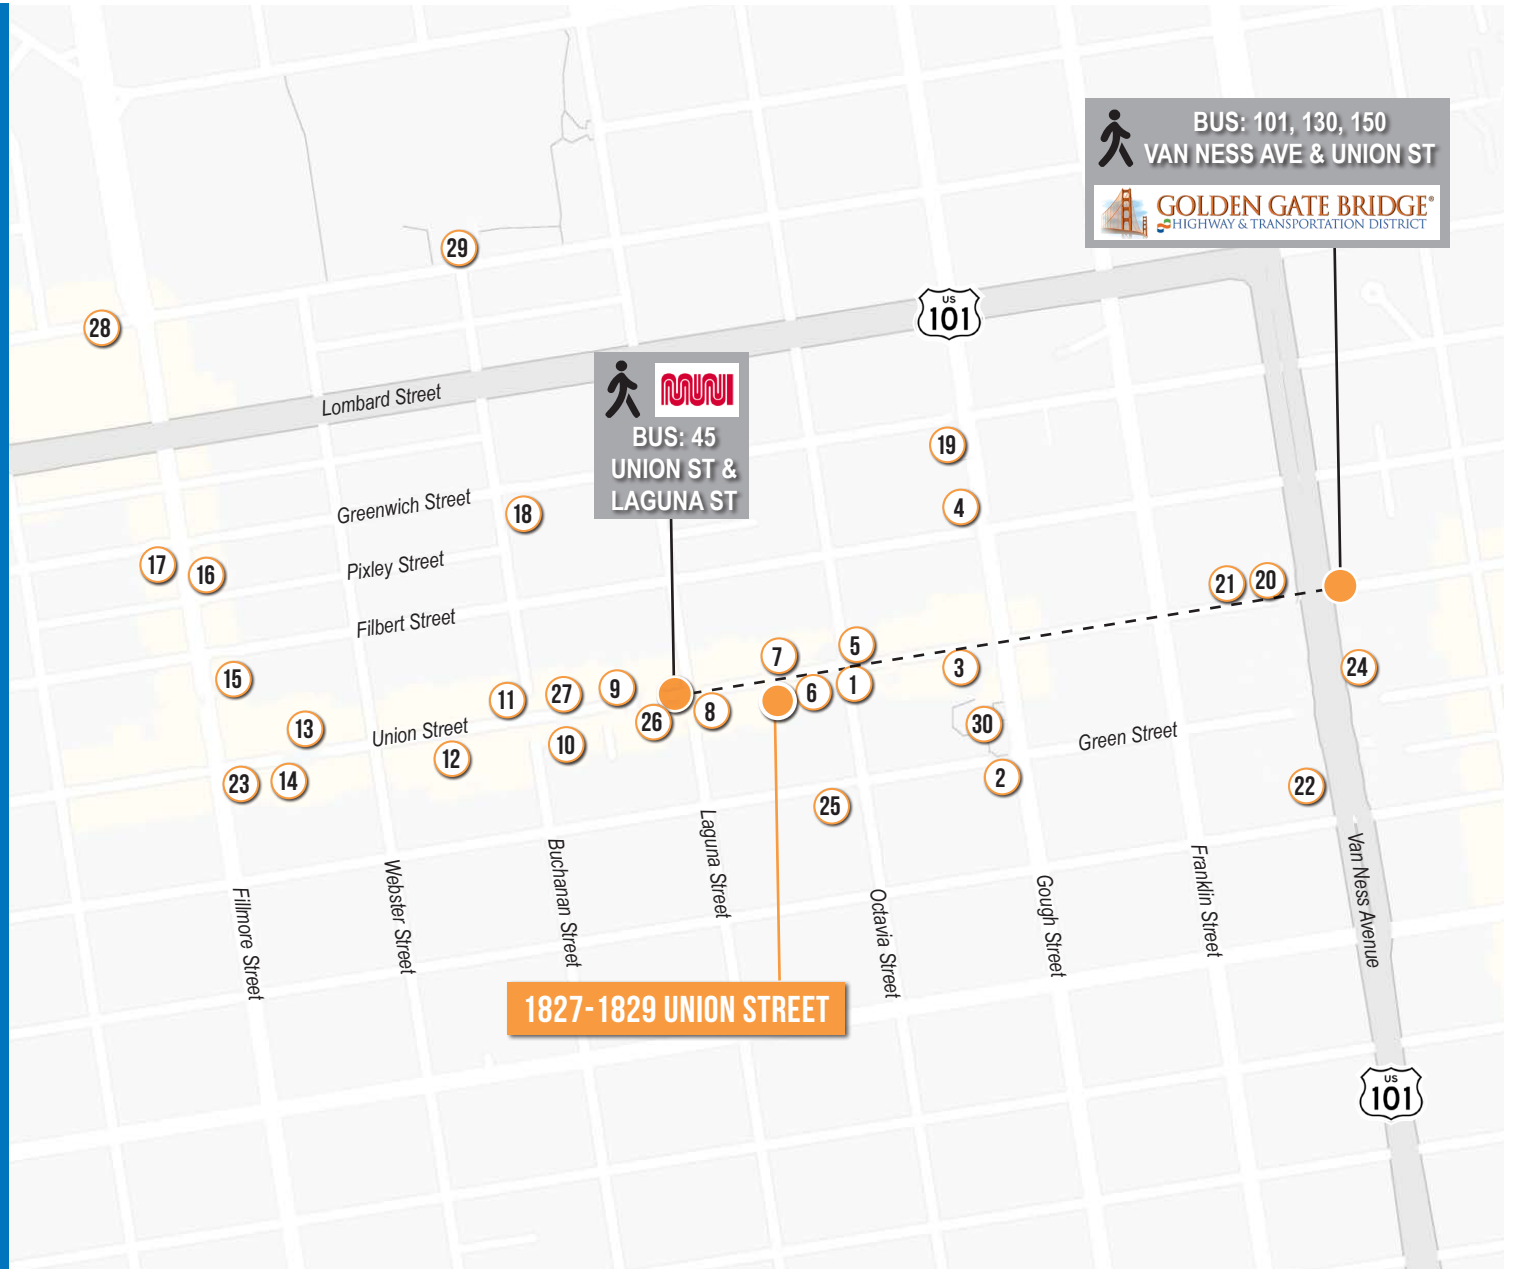 BUS: 101, 130, 150
VAN NESS AVE & UNION ST
GOLDEN GATE BRIDGE®
HIGHWAY & TRANSPORTATION DISTRICT
29
28
US
101
Lombard Street
MUNI
BUS: 45
UNION ST &
LAGUNA ST
19
4
Greenwich Street
18
17
16
Pixley Street
21
20
Filbert Street
5
7
3
24
15
1
6
9
27
11
8
26
30
13
Union Street
Green Street
10
12
2
23
14
22
25
Laguna Street
Van Ness Avenue
Buchanan Street
Franklin Street
Webster Street
Gough Street
Fillmore Street
Octavia Street
1827-1829 UNION STREET
US
101